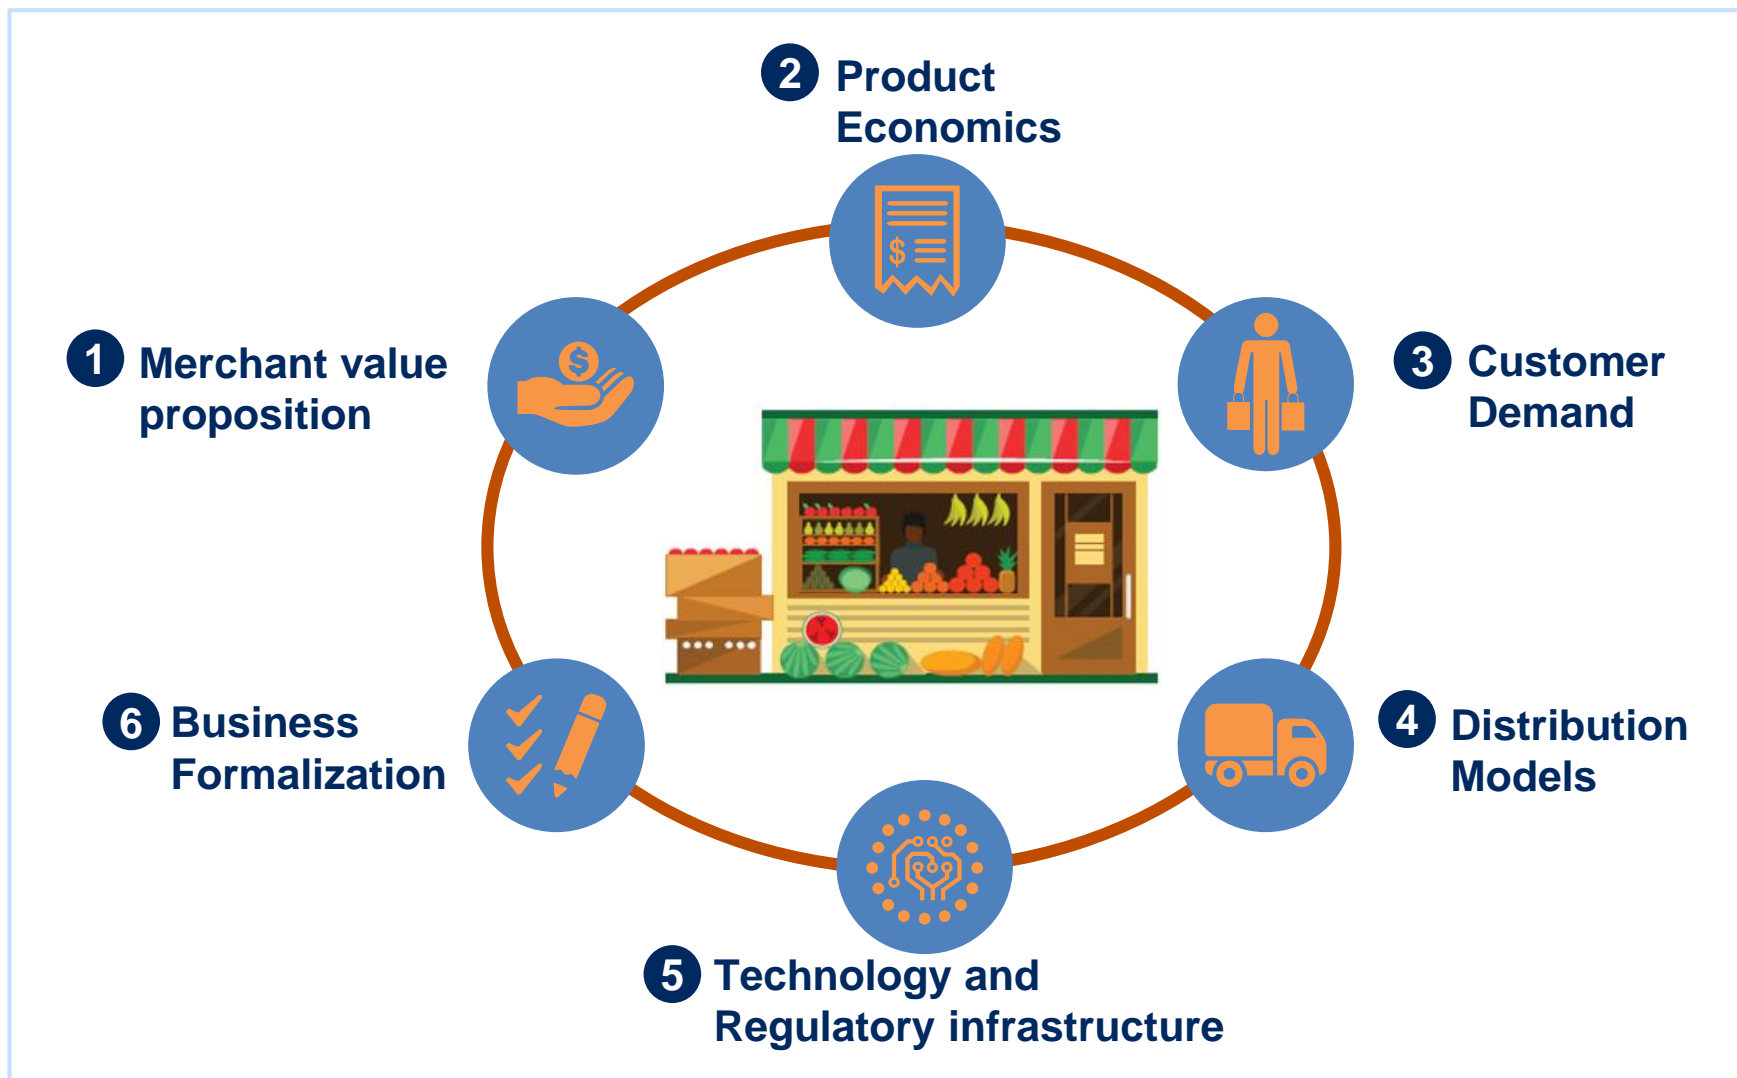 2 Product
Economics
1 Merchant value
proposition
3 Customer
Demand
6 Business
Formalization
4 Distribution
Models
5 Technology and
Regulatory infrastructure
$
$